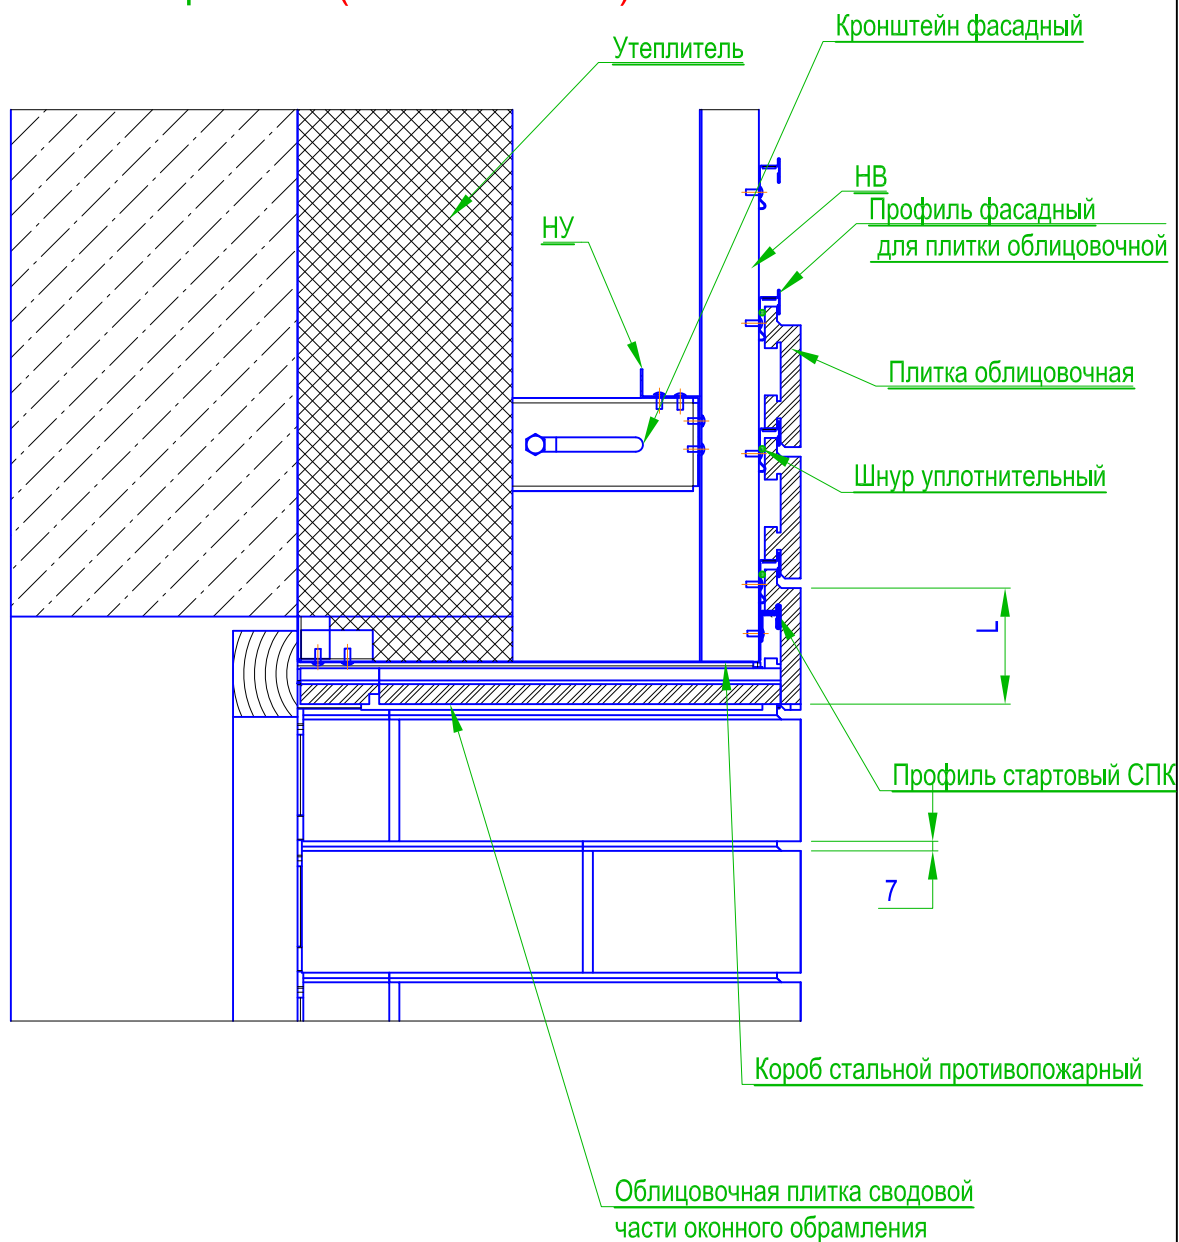 Кронштейн фасадный
Утеплитель
НВ
Профиль фасадный
для плитки облицовочной
НУ
Плитка облицовочная
Шнур уплотнительный
L
Профиль стартовый СПК
7
Короб стальной противопожарный
Облицовочная плитка сводовой
части оконного обрамления